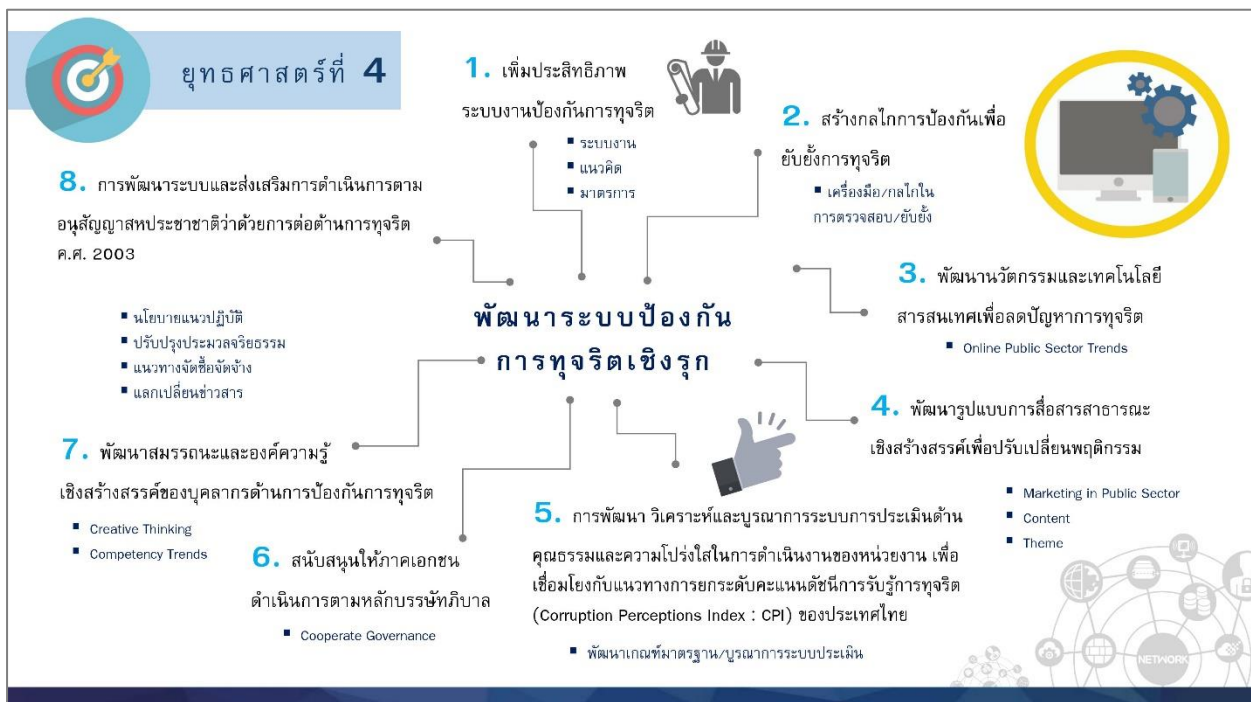 ยุทธศาสตร์ที่ 4
1. เพิ่มประสิทธิภาพ
ระบบงานป้องกันการทุจริต
■ ระบบงาน
■ แนวคิด
■ มาตรการ
2. สร้างกลไกการป้องกันเพื่อ
ยับยั้งการทุจริต
■ เครื่องมือ/กลไกใน
การตรวจสอบ/ยับยั้ง
3. พัฒนานวัตกรรมและเทคโนโลยี
สารสนเทศเพื่อลดปัญหาการทุจริต
■ Online Public Sector Trends
4. พัฒนารูปแบบการสื่อสารสาธารณะ
เชิงสร้างสรรค์เพื่อปรับเปลี่ยนพฤติกรรม
■ Marketing in Public Sector
■ Content
■ Theme
5. การพัฒนา วิเคราะห์และบูรณาการระบบการประเมินด้าน
คุณธรรมและความโปร่งใสในการดำเนินงานของหน่วยงาน เพื่อ
เชื่อมโยงกับแนวทางการยกระดับคะแนนดัชนีการรับรู้การทุจริต
(Corruption Perceptions Index : CPI) ของประเทศไทย
■ พัฒนาเกณฑ์มาตรฐาน/บูรณาการระบบประเมิน
6. สนับสนุนให้ภาคเอกชน
ดำเนินการตามหลักบรรษัทภิบาล
■ Cooperate Governance
7. พัฒนาสมรรถนะและองค์ความรู้
เชิงสร้างสรรค์ของบุคลากรด้านการป้องกันการทุจริต
■ Creative Thinking
■ Competency Trends
8. การพัฒนาระบบและส่งเสริมการดำเนินการตาม
อนุสัญญาสหประชาชาติว่าด้วยการต่อต้านการทุจริต
ค.ศ. 2003
■ นโยบายแนวปฏิบัติ
■ ปรับปรุงประมวลจริยธรรม
■ แนวทางจัดซื้อจัดจ้าง
■ แลกเปลี่ยนข่าวสาร
พัฒนาระบบป้องกัน
การทุจริตเชิงรุก
NETWORK